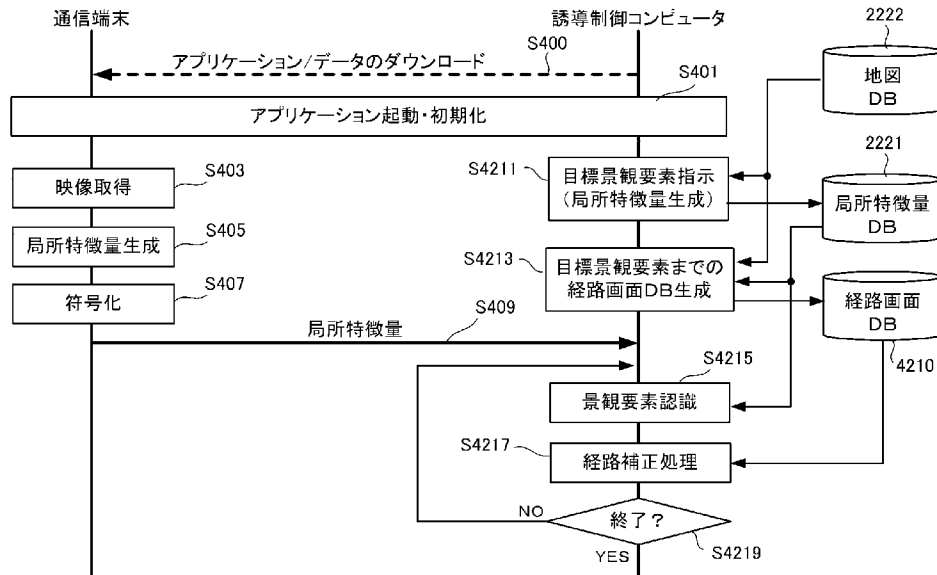 通信端末
誘導制御コンピュータ
2222
S400
アプリケーション/データのダウンロード
地図
DB
S401
アプリケーション起動・初期化
2221
S403
映像取得
S4211
目標景観要素指示
(局所特徴量生成)
局所特徴量
DB
S405
局所特徴量生成
S4213
目標景観要素までの
経路画面DB生成
S407
符号化
経路画面
DB
局所特徴量
S409
4210
S4215
景観要素認識
S4217
経路補正処理
NO
終了?
YES
S4219